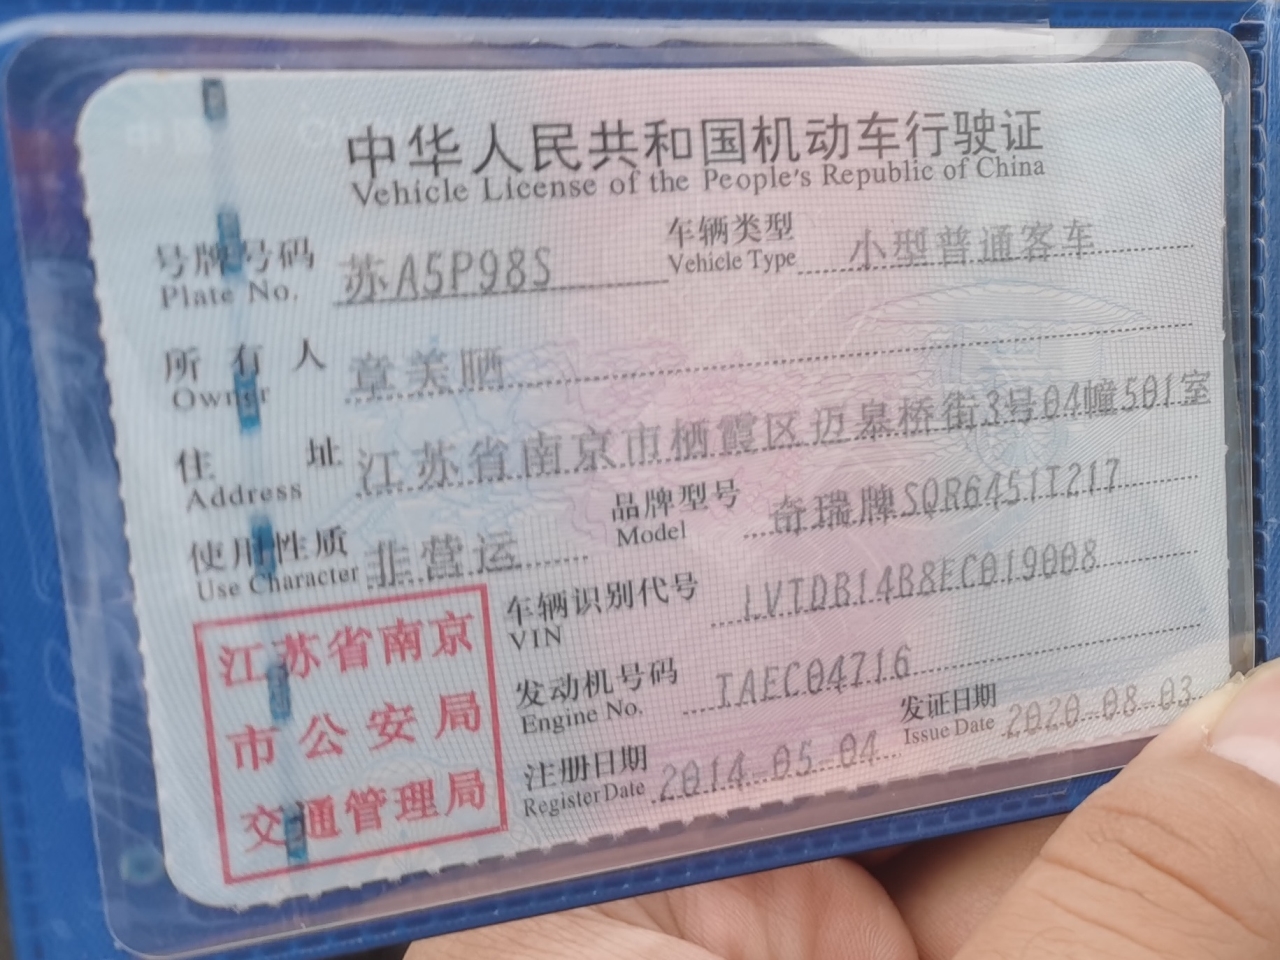 中华人民共和国机动车行驶证
Vehicle License of the People's Republic of China
号牌号码 苏A5P98S 车辆类型 小型普通客车
Plate No. Vehicle Type
所有人 章美晒
Owner
住址 江苏省南京市栖霞区迈皋桥街3号04幢501室
Address
使用性质 非营运 品牌型号 奇瑞牌SQR6451T217
Use Character Model
车辆识别代号 LVTDB14B8EC019008
VIN
发动机号码 TAEC04716
Engine No.
注册日期 2014-05-04 发证日期 2020-08-03
Register Date Issue Date
江苏省南京
市公安局
交通管理局